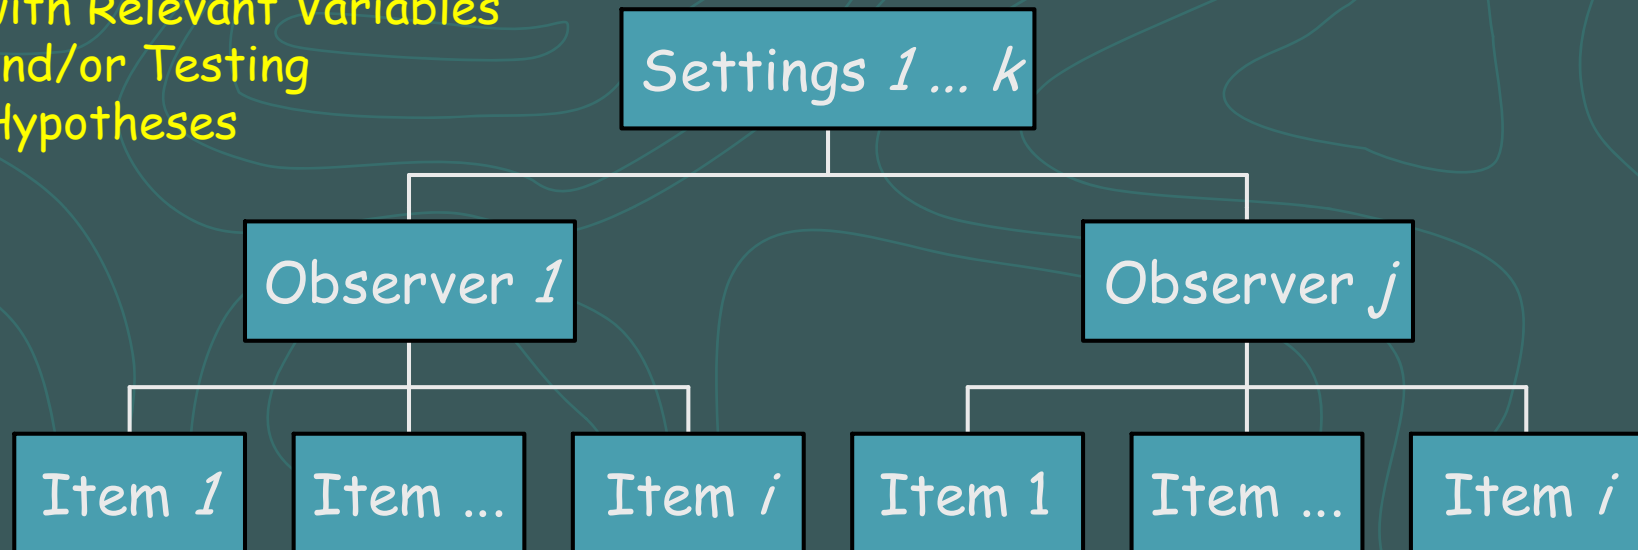 with Relevant Variables
nd/or Testing
Hypotheses
Settings 1 ... k
Observer 1
Observer j
Item 1
Item ...
Item i
Item 1
Item ...
Item i